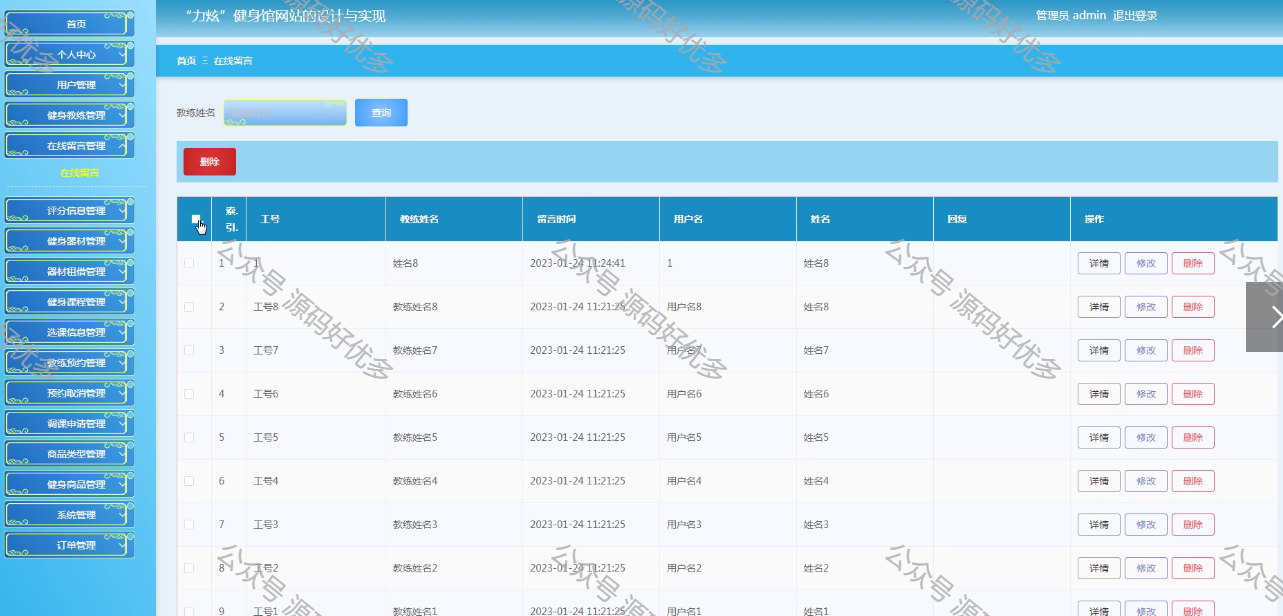 首页
个人中心
用户管理
健身教练管理
在线留言管理
在线留言
评分信息管理
健身器材管理
器材租借管理
健身课程管理
选课信息管理
教练预约管理
预约取消管理
调课申请管理
商品类型管理
健身商品管理
系统管理
订单管理
“力炫”健身馆网站的设计与实现
管理员 admin 退出登录
首页 Ξ 在线留言
教练姓名 查询
删除
索引. 工号 教练姓名 留言时间 用户名 姓名 回复 操作
1 1 姓名8 2023-01-24 11:24:41 1 姓名8 详情 修改 删除
2 工号8 教练姓名8 2023-01-24 11:21:25 用户名8 姓名8 详情 修改 删除
3 工号7 教练姓名7 2023-01-24 11:21:25 用户名7 姓名7 详情 修改 删除
4 工号6 教练姓名6 2023-01-24 11:21:25 用户名6 姓名6 详情 修改 删除
5 工号5 教练姓名5 2023-01-24 11:21:25 用户名5 姓名5 详情 修改 删除
6 工号4 教练姓名4 2023-01-24 11:21:25 用户名4 姓名4 详情 修改 删除
7 工号3 教练姓名3 2023-01-24 11:21:25 用户名3 姓名3 详情 修改 删除
8 工号2 教练姓名2 2023-01-24 11:21:25 用户名2 姓名2 详情 修改 删除
9 工号1 教练姓名1 2023-01-24 11:21:25 用户名1 姓名1 详情 修改 删除
公众号 源码好优多
公众号 源码好优多
公众号 源码好优多